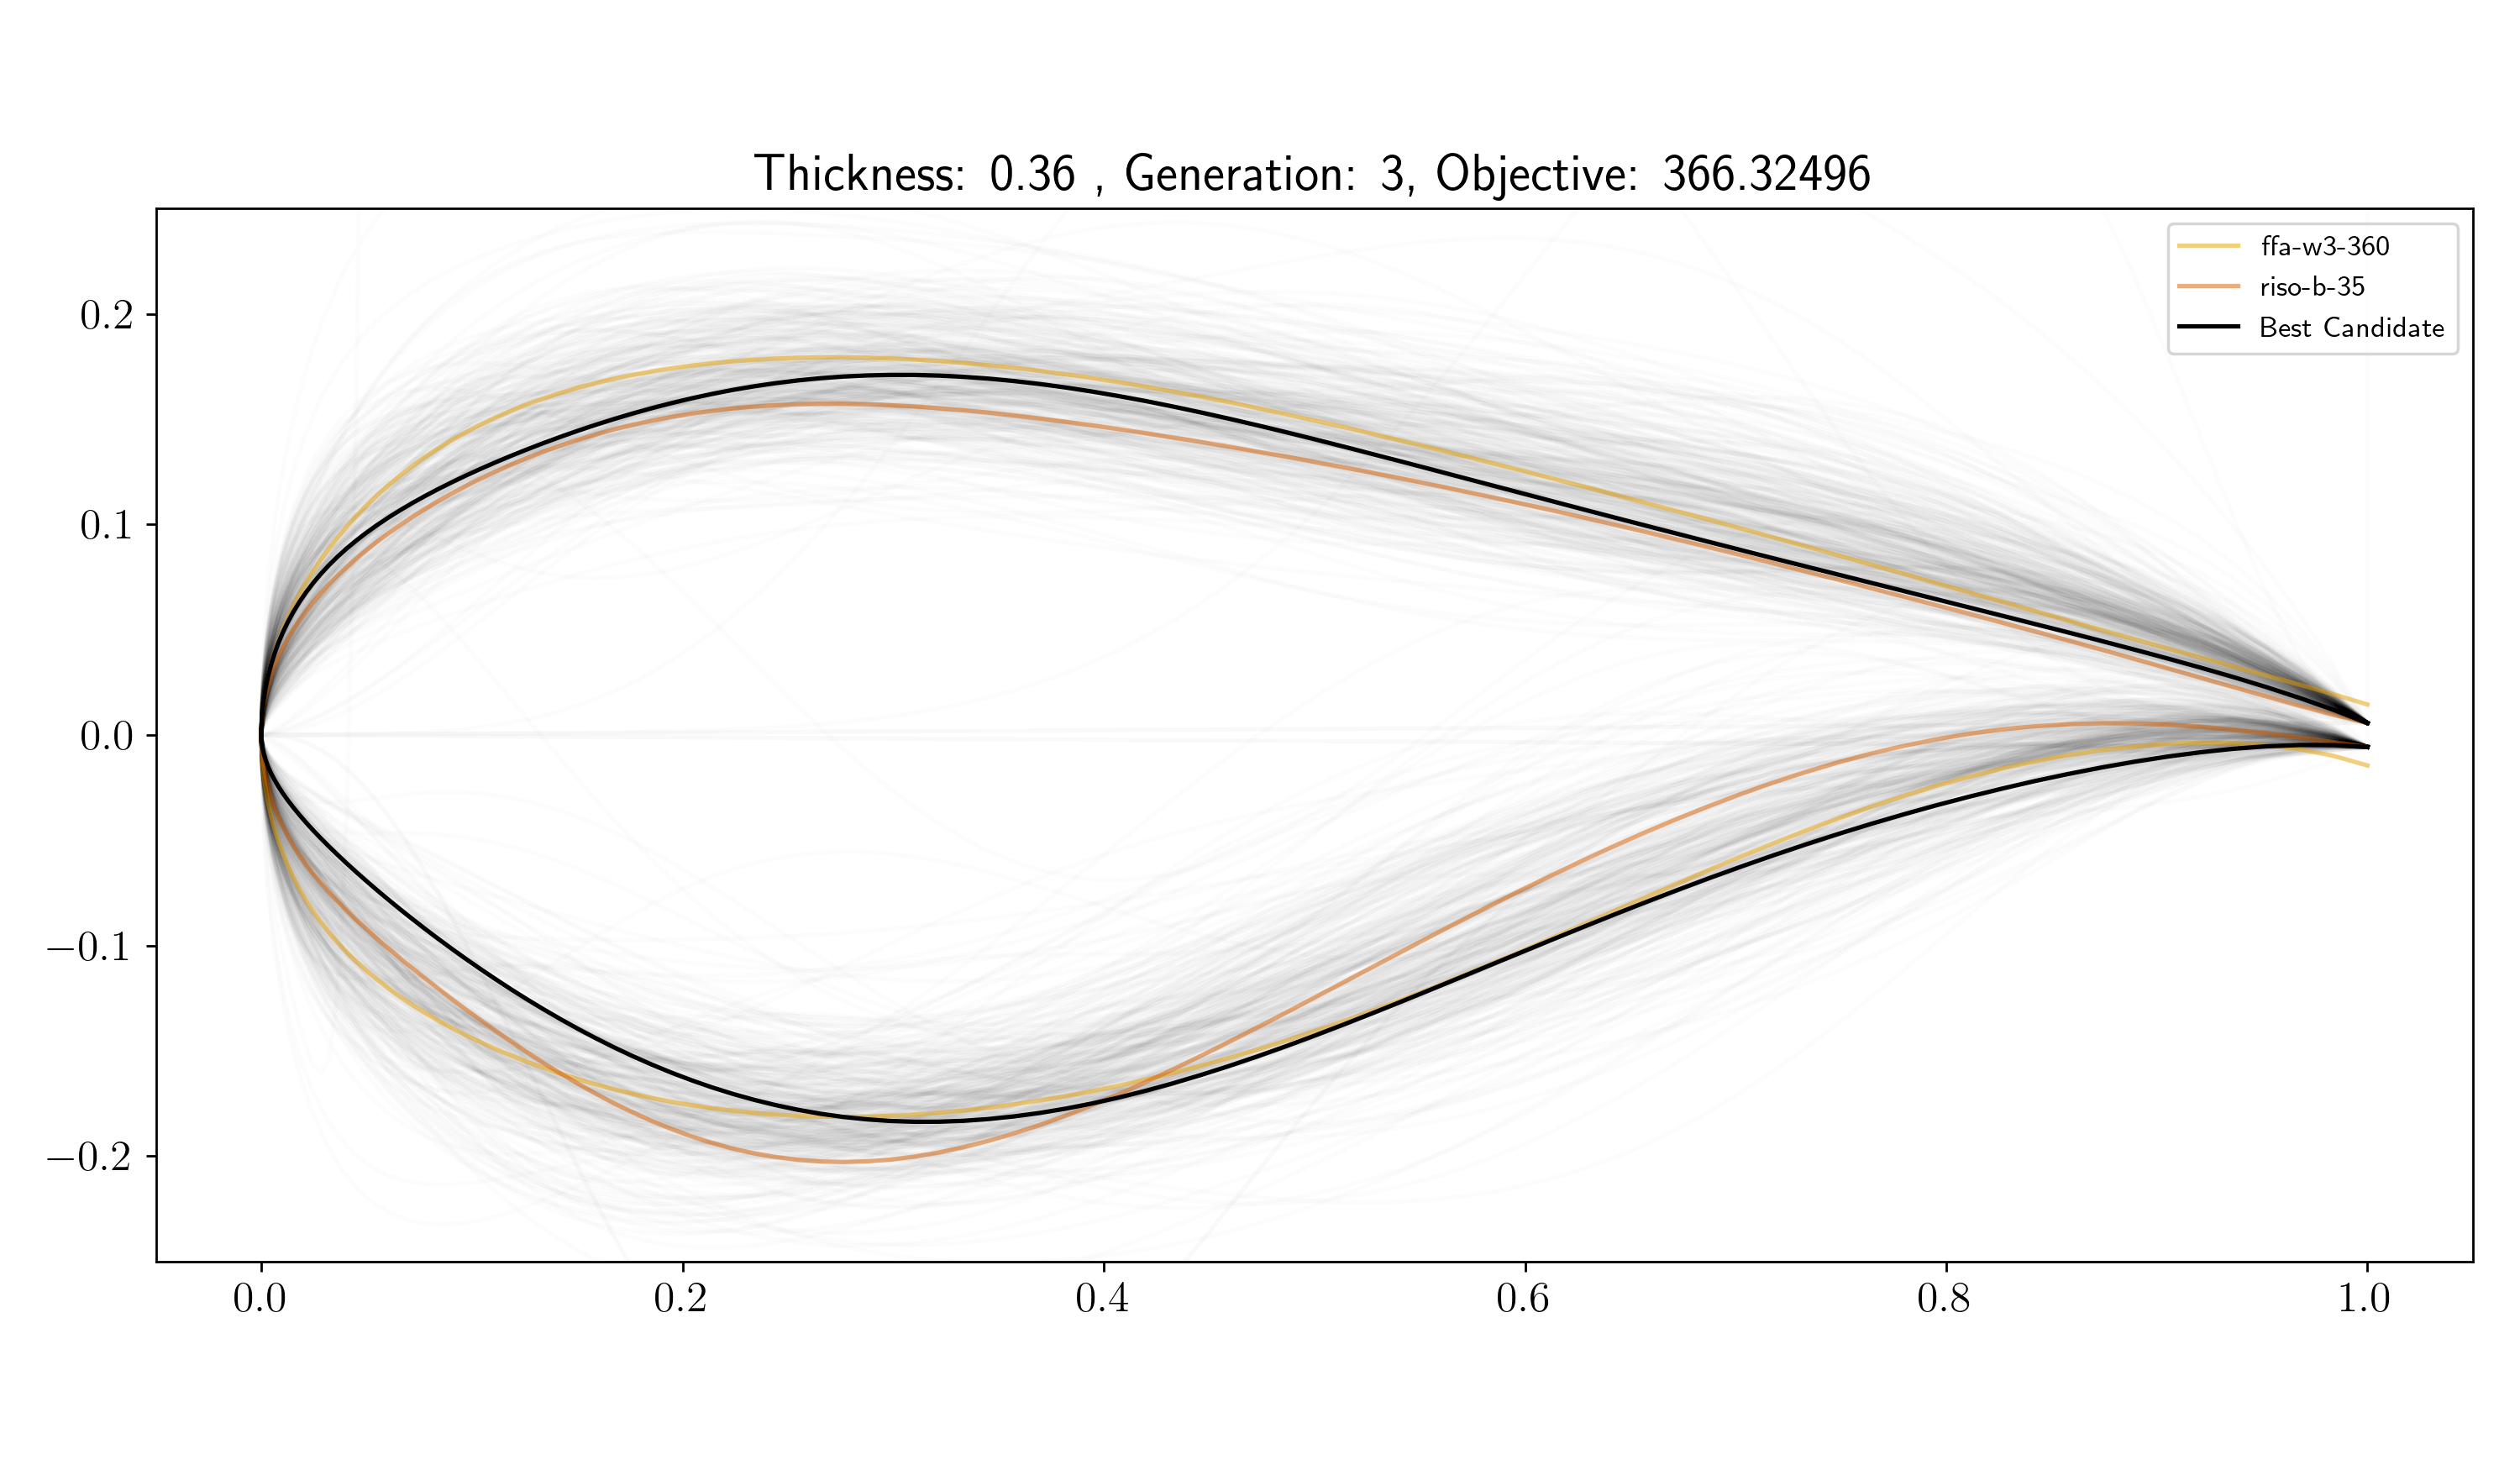 Thickness: 0.36 , Generation: 3, Objective: 366.32496
ffa-w3-360
riso-b-35
Best Candidate
0.2
0.1
0.0
−0.1
−0.2
0.0 0.2 0.4 0.6 0.8 1.0